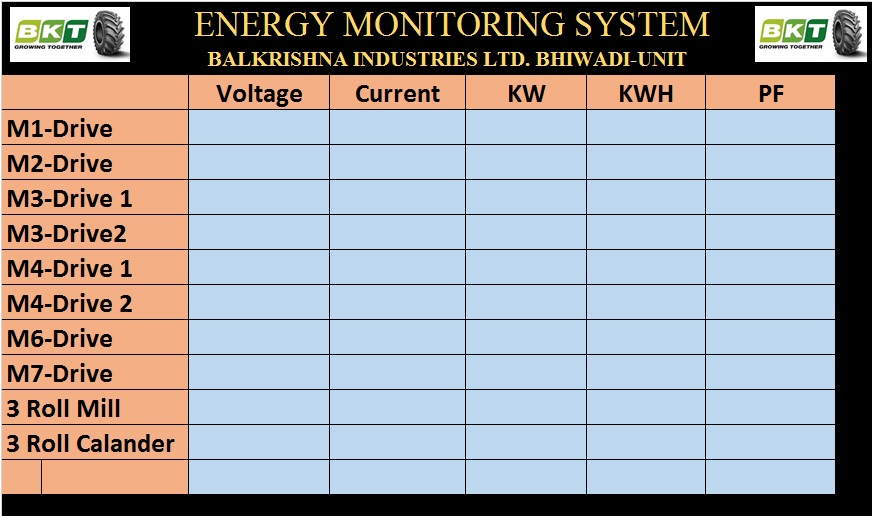 BKT
GROWING TOGETHER
ENERGY MONITORING SYSTEM
BALKRISHNA INDUSTRIES LTD. BHIWADI-UNIT
BKT
GROWING TOGETHER
Voltage Current KW KWH PF
M1-Drive
M2-Drive
M3-Drive 1
M3-Drive2
M4-Drive 1
M4-Drive 2
M6-Drive
M7-Drive
3 Roll Mill
3 Roll Calander